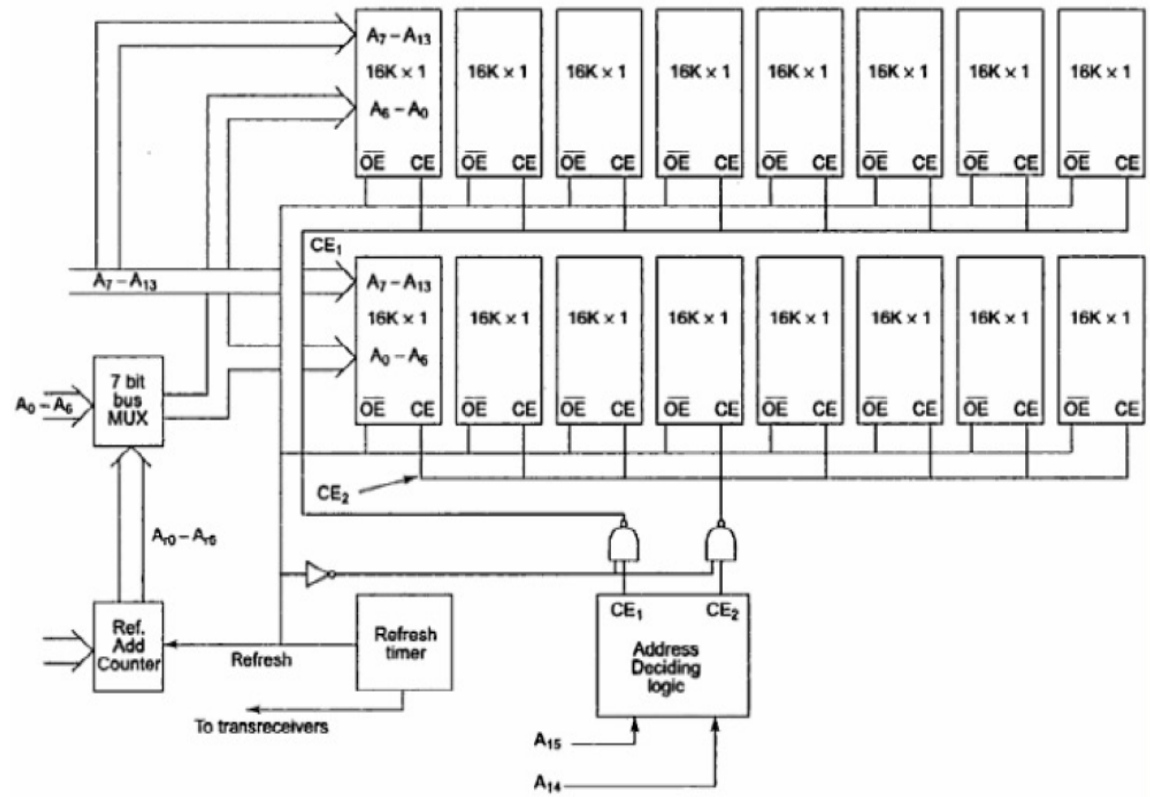 A7 – A13
16K × 1 16K × 1 16K × 1 16K × 1 16K × 1 16K × 1 16K × 1 16K × 1
A6 – A0
OE CE OE CE OE CE OE CE OE CE OE CE OE CE OE CE
CE1
A7 – A13
A7 – A13
16K × 1 16K × 1 16K × 1 16K × 1 16K × 1 16K × 1 16K × 1 16K × 1
A0 – A6
7 bit
bus
MUX
A0 – A6
OE CE OE CE OE CE OE CE OE CE OE CE OE CE OE CE
CE2
Ar0 – Ar6
CE1 CE2
Ref.
Add
Counter
Refresh
Refresh
timer
Address
Deciding
logic
To transreceivers
A15
A14